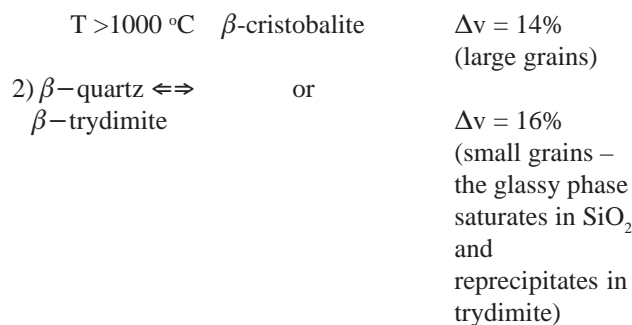 T >1000 °C β-cristobalite Δv = 14%
(large grains)
2) β−quartz ⇐⇒ or
β−trydimite Δv = 16%
(small grains –
the glassy phase
saturates in SiO₂
and
reprecipitates in
trydimite)